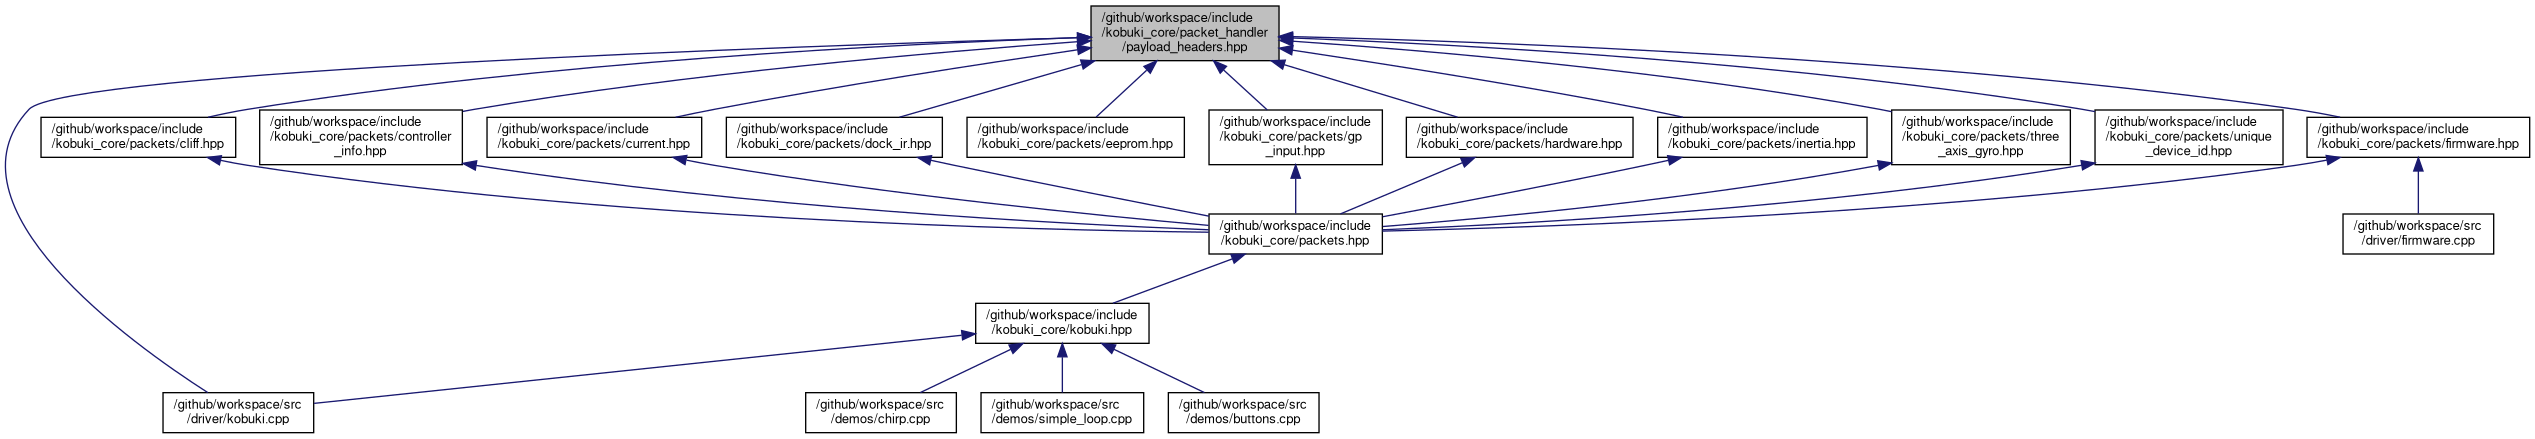 /github/workspace/include
/kobuki_core/packet_handler
/payload_headers.hpp
/github/workspace/include
/kobuki_core/packets/cliff.hpp
/github/workspace/include
/kobuki_core/packets/controller
_info.hpp
/github/workspace/include
/kobuki_core/packets/current.hpp
/github/workspace/include
/kobuki_core/packets/dock_ir.hpp
/github/workspace/include
/kobuki_core/packets/eeprom.hpp
/github/workspace/include
/kobuki_core/packets/gp
_input.hpp
/github/workspace/include
/kobuki_core/packets/hardware.hpp
/github/workspace/include
/kobuki_core/packets/inertia.hpp
/github/workspace/include
/kobuki_core/packets/three
_axis_gyro.hpp
/github/workspace/include
/kobuki_core/packets/unique
_device_id.hpp
/github/workspace/include
/kobuki_core/packets/firmware.hpp
/github/workspace/include
/kobuki_core/packets.hpp
/github/workspace/src
/driver/firmware.cpp
/github/workspace/include
/kobuki_core/kobuki.hpp
/github/workspace/src
/driver/kobuki.cpp
/github/workspace/src
/demos/chirp.cpp
/github/workspace/src
/demos/simple_loop.cpp
/github/workspace/src
/demos/buttons.cpp